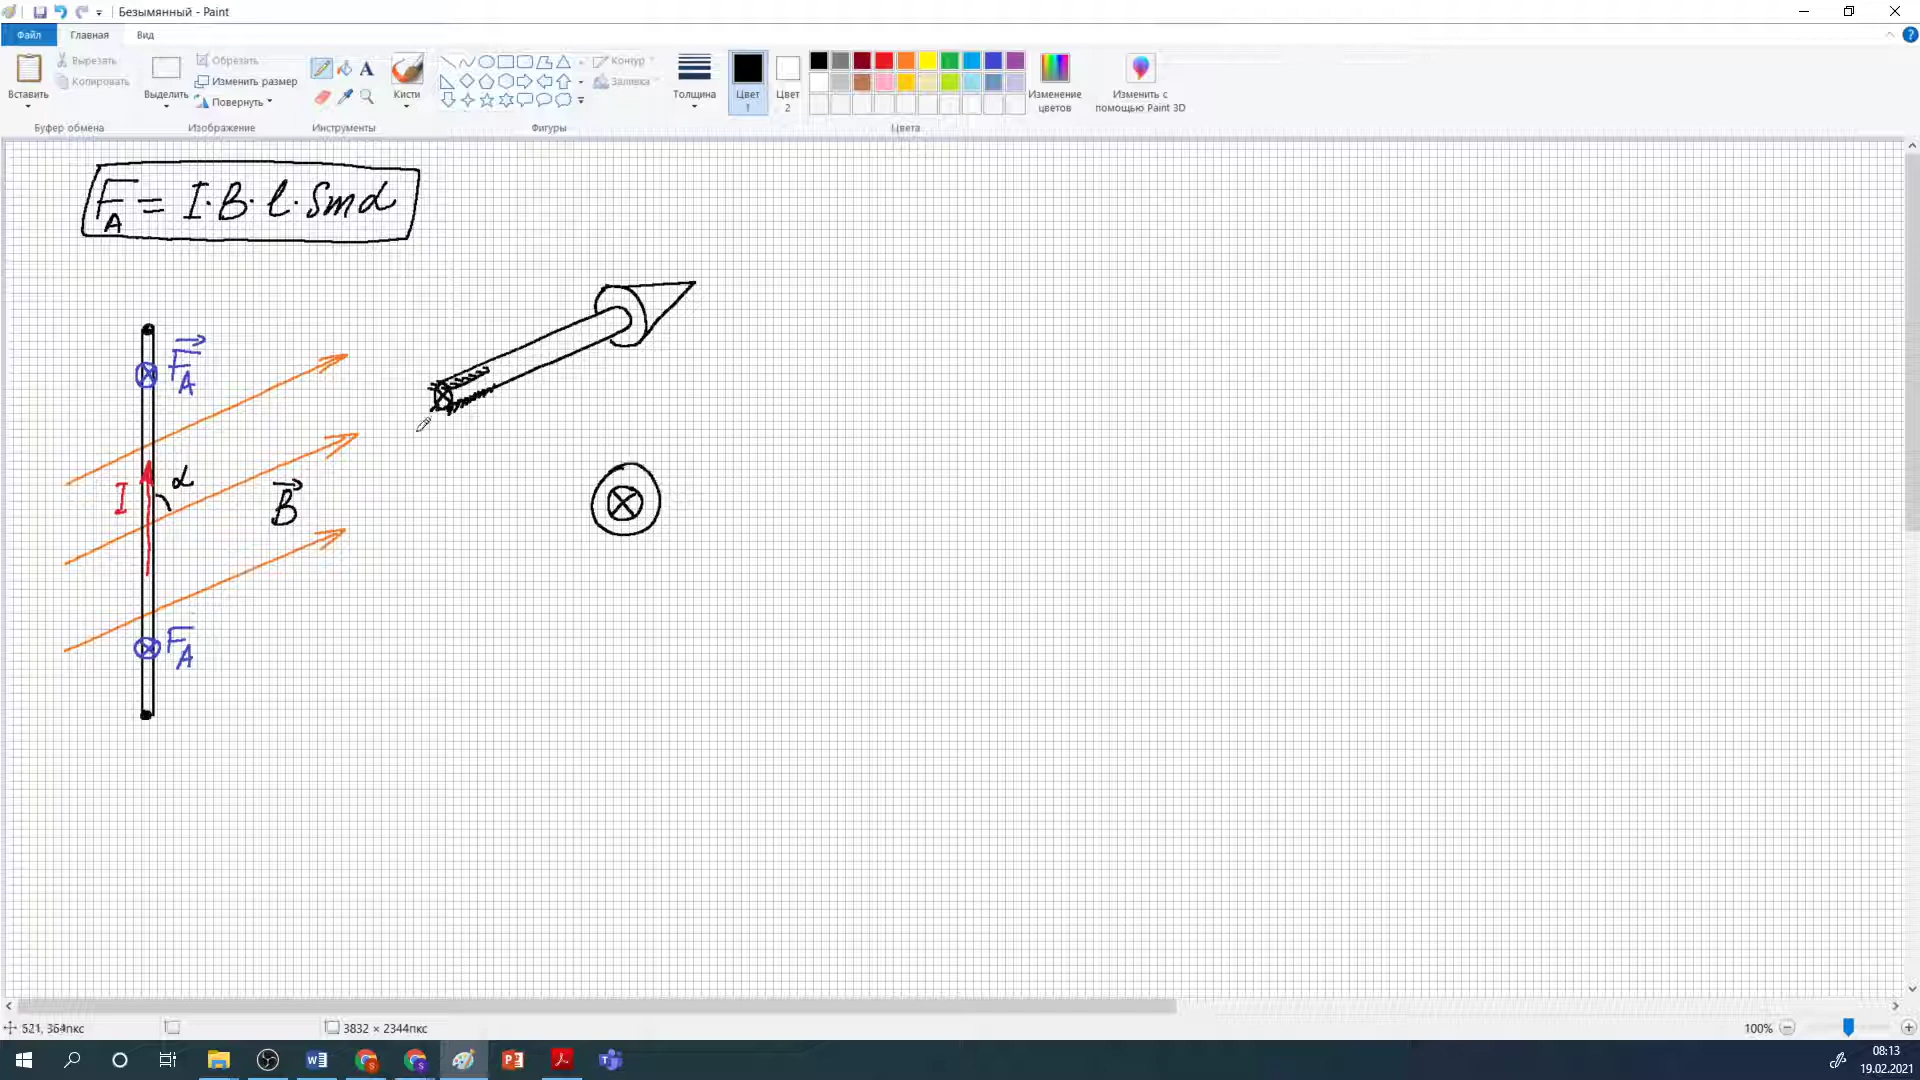 Безымянный - Paint
Файл
Главная
Вид
Вставить
Вырезать
Копировать
Буфер обмена
Выделить
Обрезать
Изменить размер
Повернуть
Изображение
Инструменты
Кисти
Фигуры
Контур
Заливка
Толщина
Цвет 1
Цвет 2
Цвета
Изменение цветов
Изменить с помощью Paint 3D
F_A = I·B·l·Sinα
F_A
I
α
B
F_A
521, 364пкс
3832 × 2344пкс
100%
08:13
19.02.2021